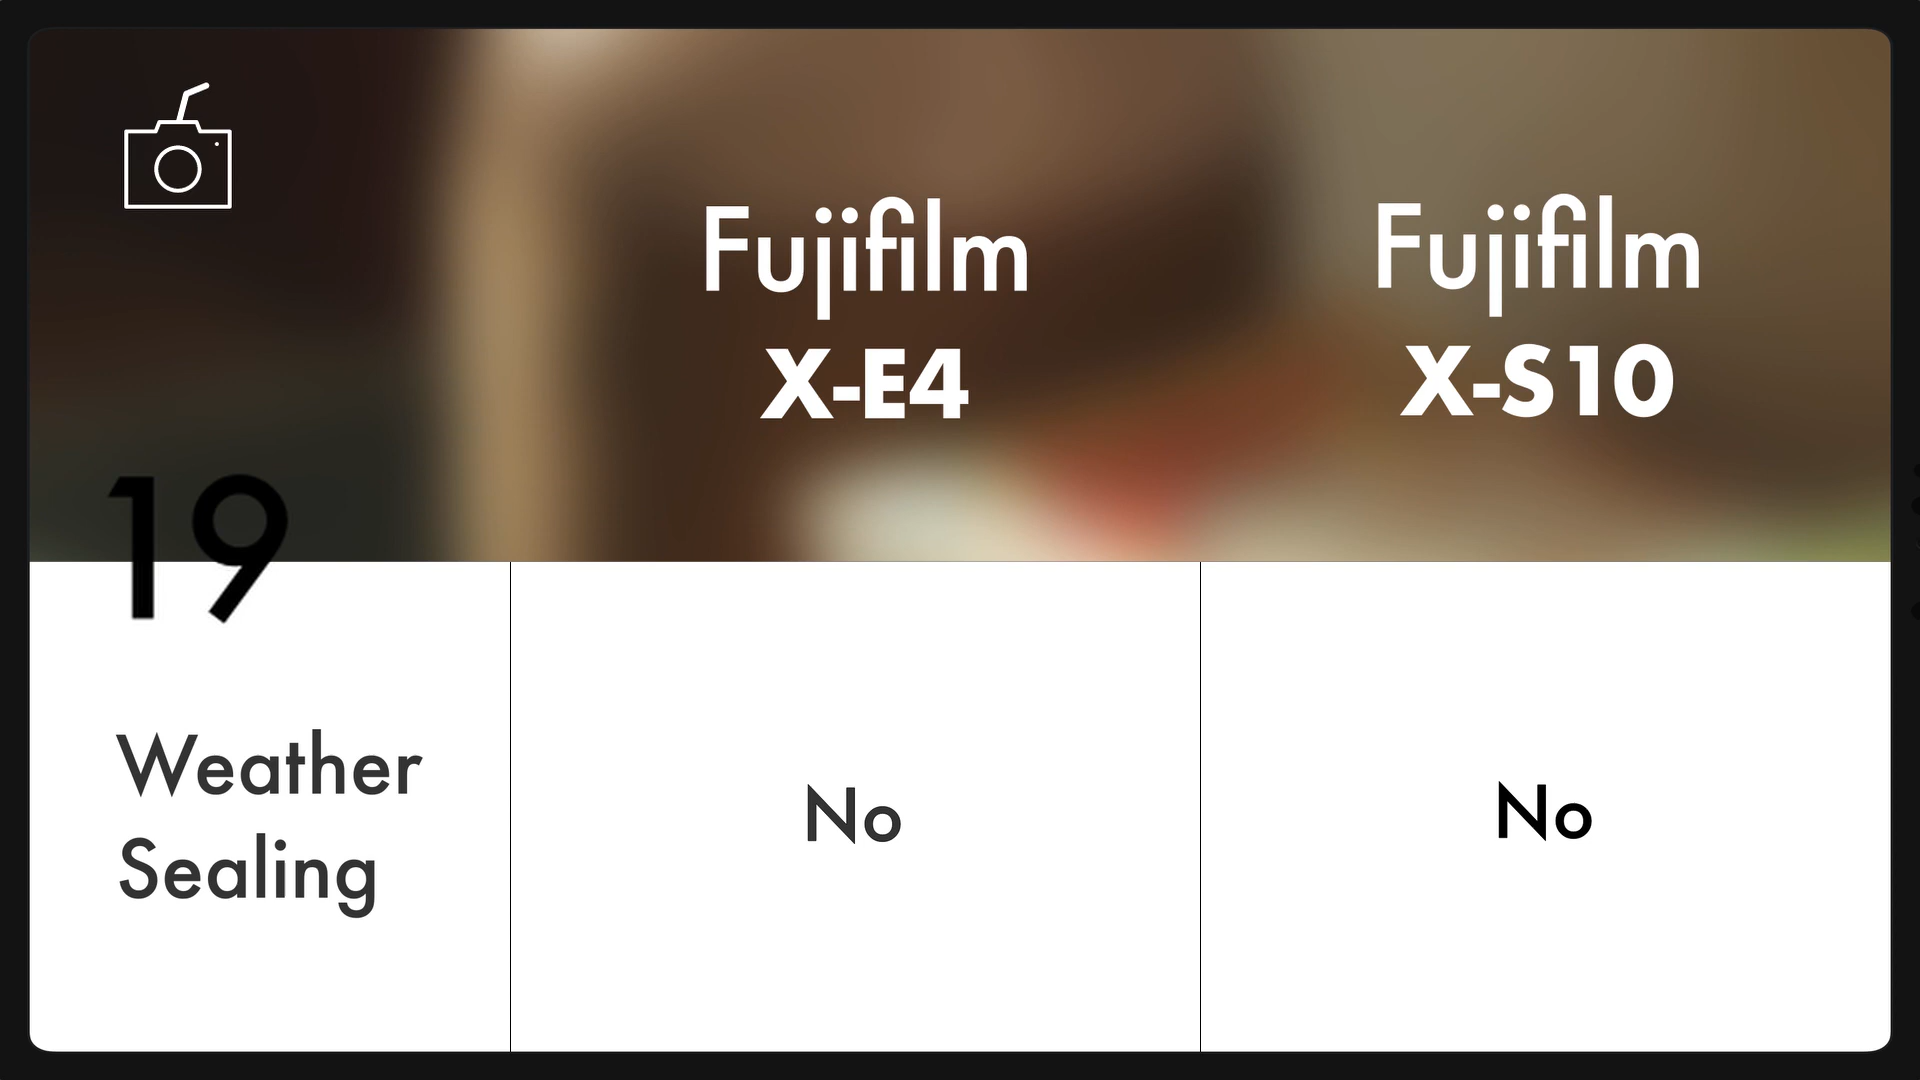 Fujifilm
X-E4
Fujifilm
X-S10
19
Weather
Sealing
No
No